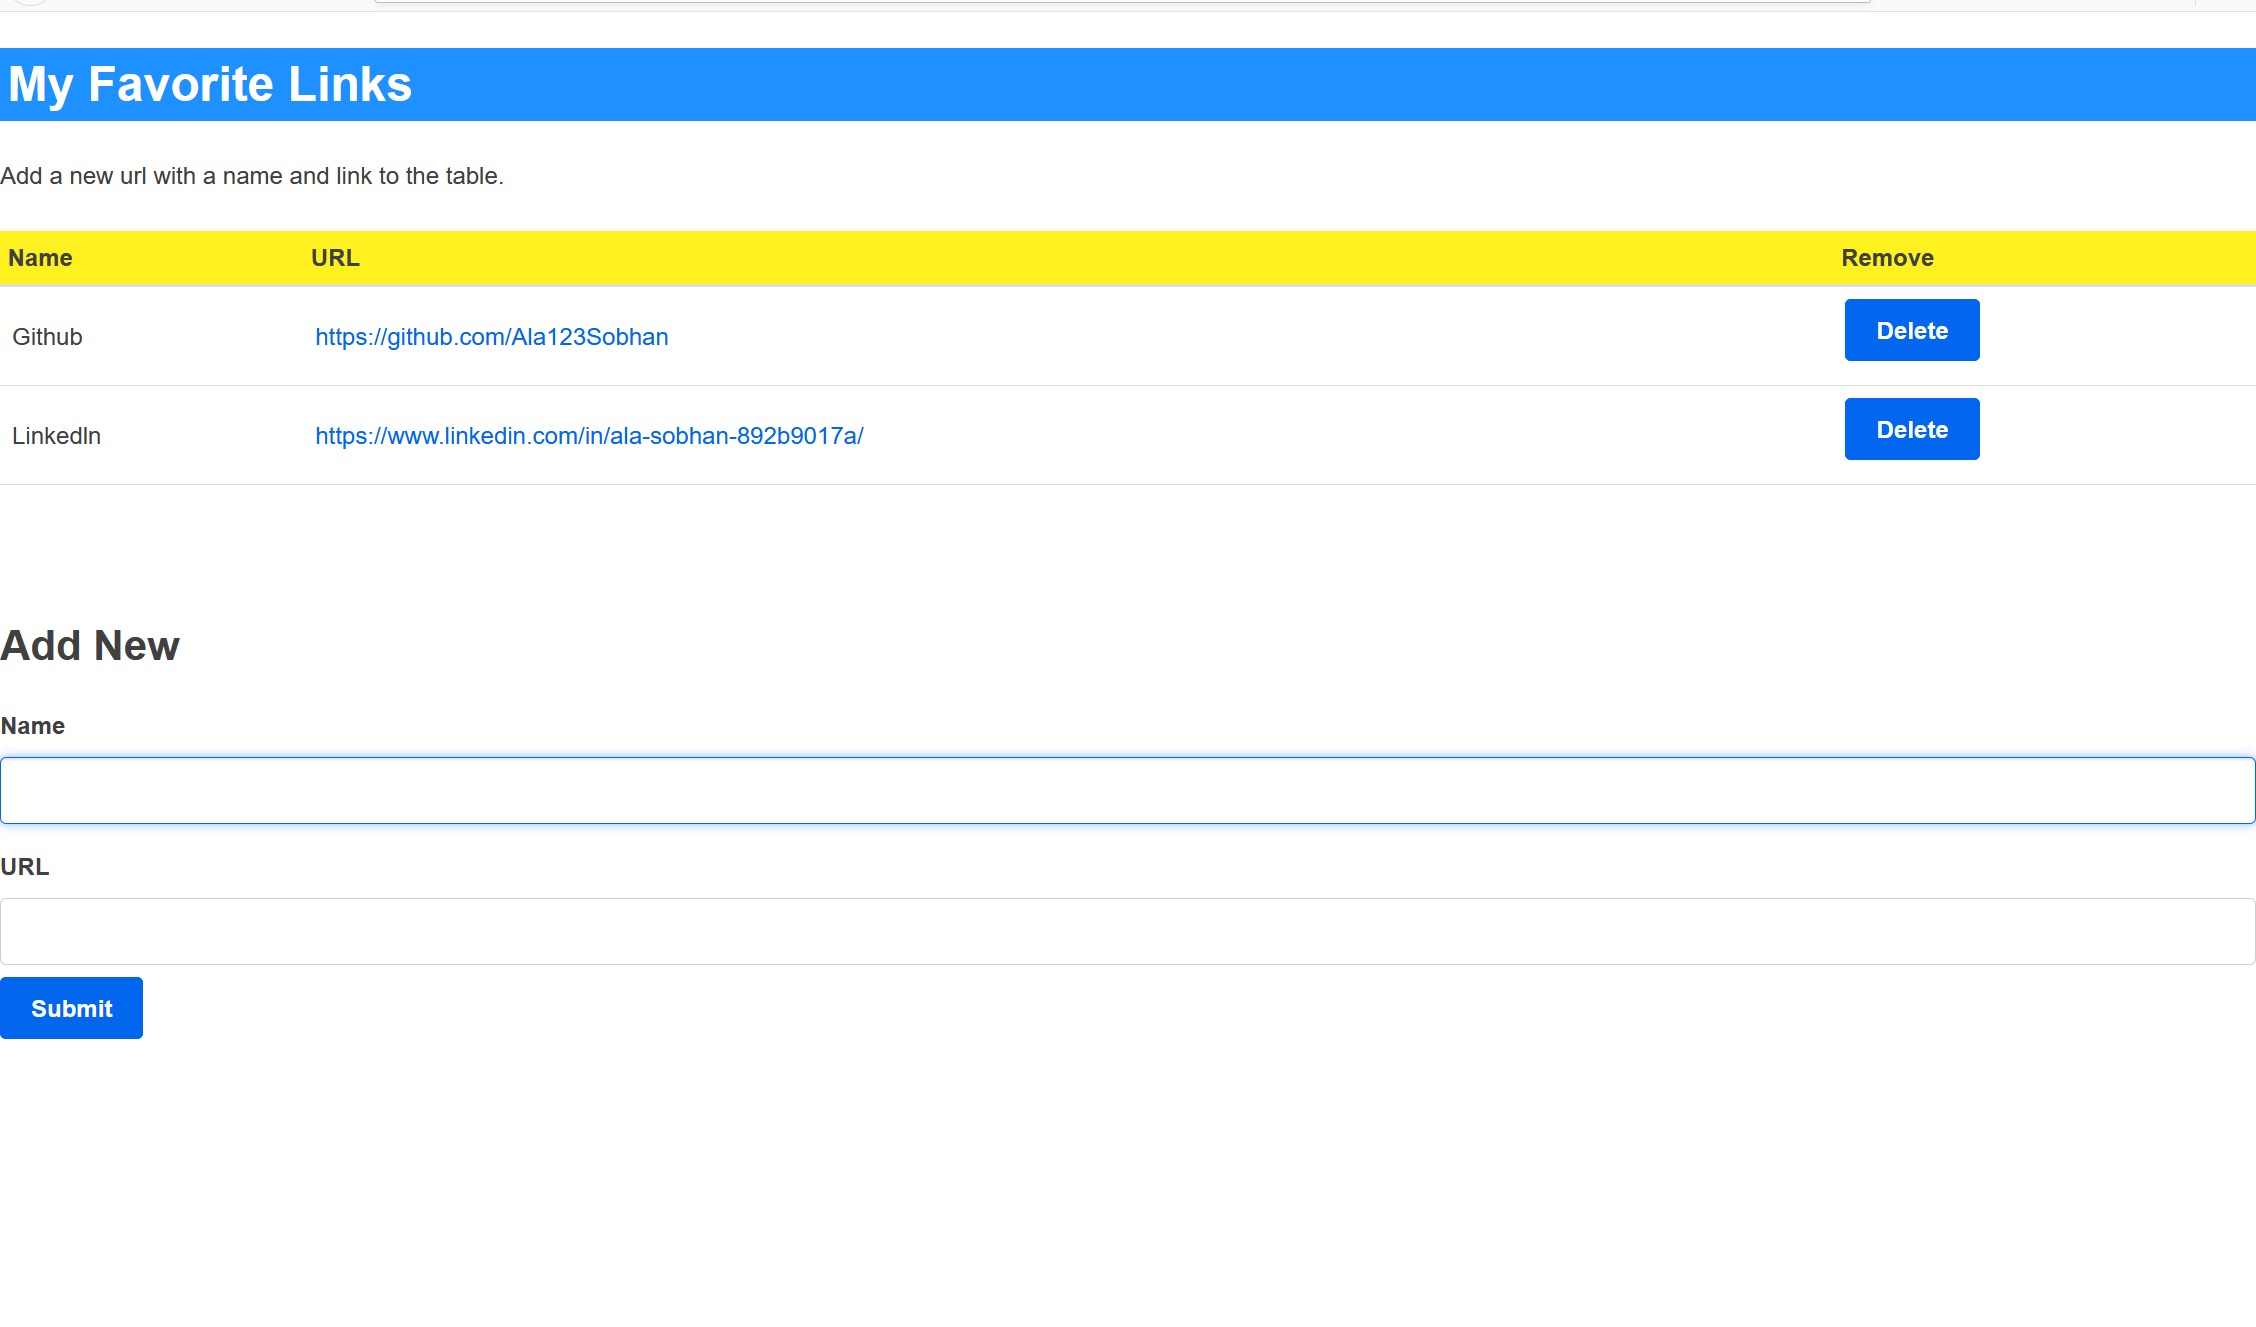 My Favorite Links
Add a new url with a name and link to the table.
Name URL Remove
Github https://github.com/Ala123Sobhan Delete
LinkedIn https://www.linkedin.com/in/ala-sobhan-892b9017a/ Delete
Add New
Name
URL
Submit